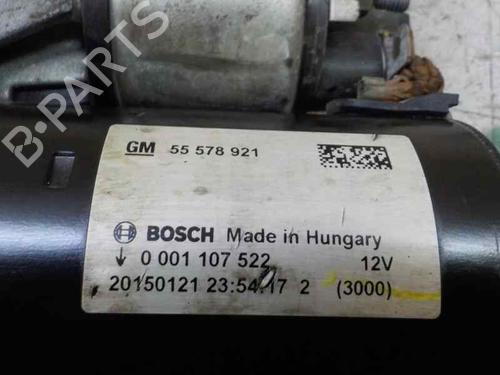 B-PARTS
GM 55 578 921
BOSCH Made in Hungary
0 001 107 522 12V
20150121 23:54:17 2 (3000)